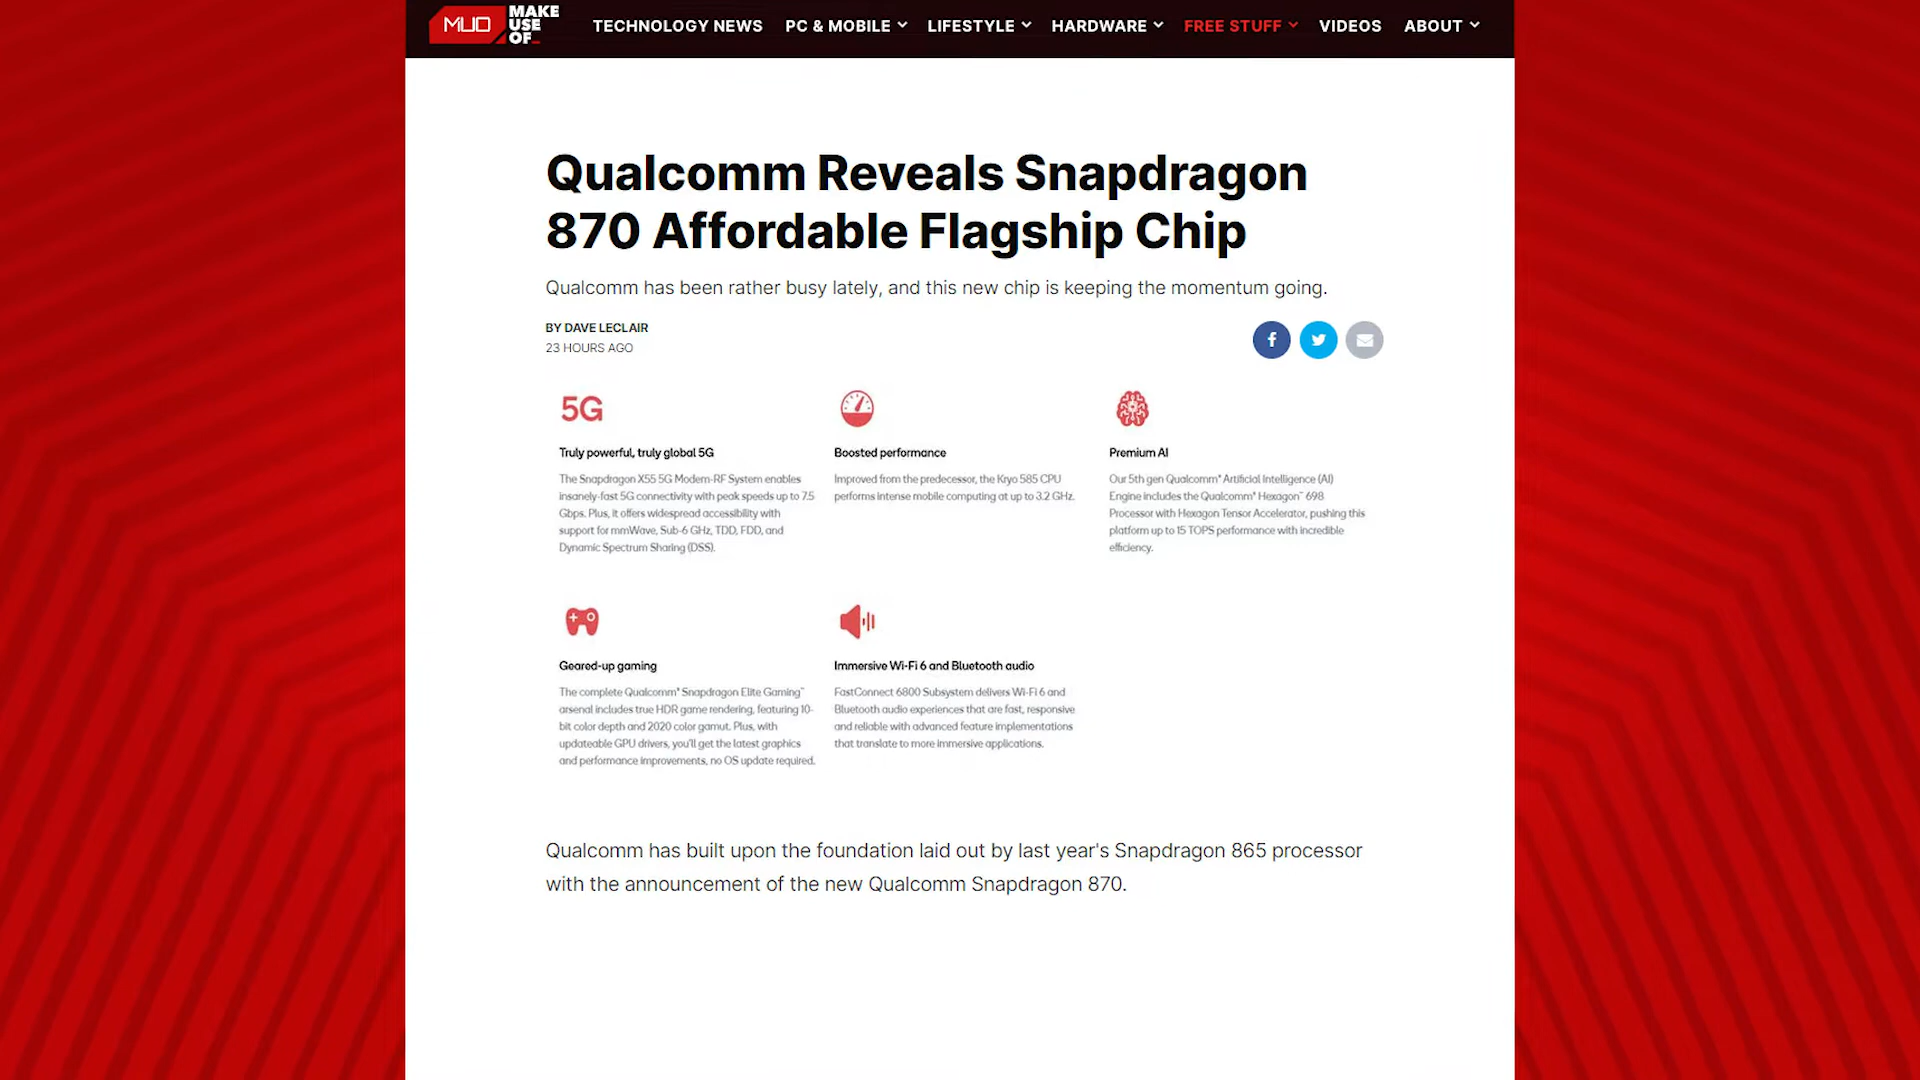 MUO MAKE USE OF_
TECHNOLOGY NEWS PC & MOBILE LIFESTYLE HARDWARE FREE STUFF VIDEOS ABOUT
Qualcomm Reveals Snapdragon
870 Affordable Flagship Chip
Qualcomm has been rather busy lately, and this new chip is keeping the momentum going.
BY DAVE LECLAIR
23 HOURS AGO
5G
Truly powerful, truly global 5G
The Snapdragon X55 5G Modem-RF System enables
insanely-fast 5G connectivity with peak speeds up to 7.5
Gbps. Plus, it offers widespread accessibility with
support for mmWave, Sub-6 GHz, TDD, FDD, and
Dynamic Spectrum Sharing (DSS).
Boosted performance
Improved from the predecessor, the Kryo 585 CPU
performs intense mobile computing at up to 3.2 GHz.
Premium AI
Our 5th gen Qualcomm® Artificial Intelligence (AI)
Engine includes the Qualcomm® Hexagon™ 698
Processor with Hexagon Tensor Accelerator, pushing this
platform up to 15 TOPS performance with incredible
efficiency.
Geared-up gaming
The complete Qualcomm® Snapdragon Elite Gaming™
arsenal includes true HDR game rendering, featuring 10-
bit color depth and 2020 color gamut. Plus, with
updateable GPU drivers, you'll get the latest graphics
and performance improvements, no OS update required.
Immersive Wi-Fi 6 and Bluetooth audio
FastConnect 6800 Subsystem delivers Wi-Fi 6 and
Bluetooth audio experiences that are fast, responsive
and reliable with advanced feature implementations
that translate to more immersive applications.
Qualcomm has built upon the foundation laid out by last year's Snapdragon 865 processor
with the announcement of the new Qualcomm Snapdragon 870.